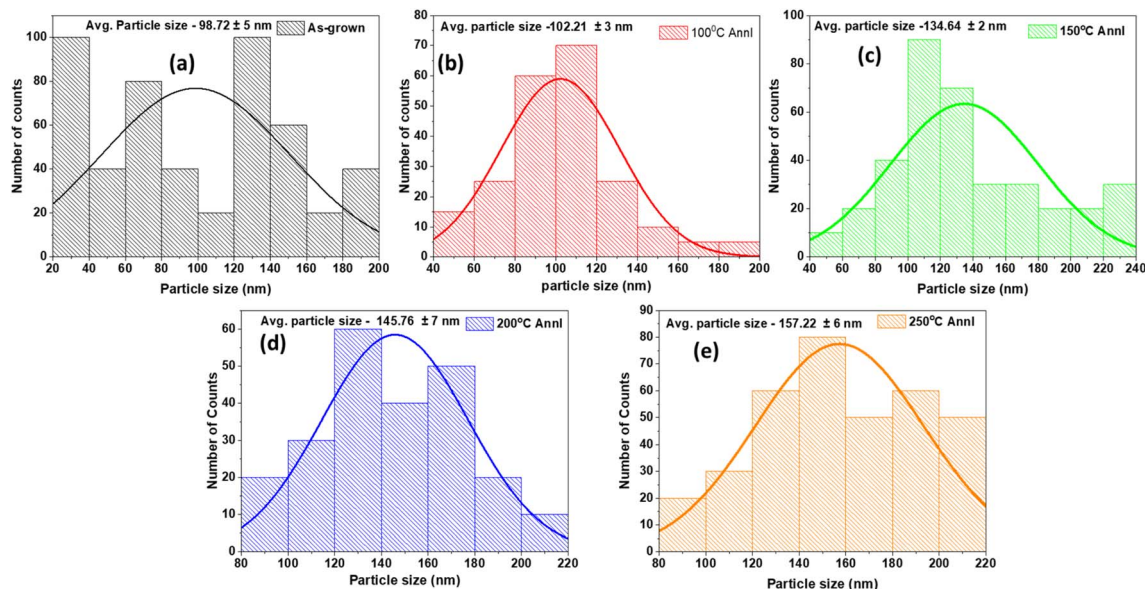 Avg. Particle size - 98.72 ± 5 nm
As-grown
(a)
Number of counts
100
80
60
40
20
0
20 40 60 80 100 120 140 160 180 200
Particle size (nm)
Avg. Particle size -102.21 ± 3 nm
100⁰C Annl
(b)
Number of counts
80
70
60
50
40
30
20
10
0
40 60 80 100 120 140 160 180 200
particle size (nm)
Avg. particle size -134.64 ± 2 nm
150°C Annl
(c)
Number of counts
100
80
60
40
20
0
40 60 80 100 120 140 160 180 200 220 240
Particle size (nm)
Avg. particle size - 145.76 ± 7 nm
200°C Annl
(d)
Number of Counts
60
50
40
30
20
10
0
80 100 120 140 160 180 200 220
Particle size (nm)
Avg. particle size - 157.22 ± 6 nm
250°C Annl
(e)
Number of Counts
90
80
70
60
50
40
30
20
10
0
80 100 120 140 160 180 200 220
Particle size (nm)